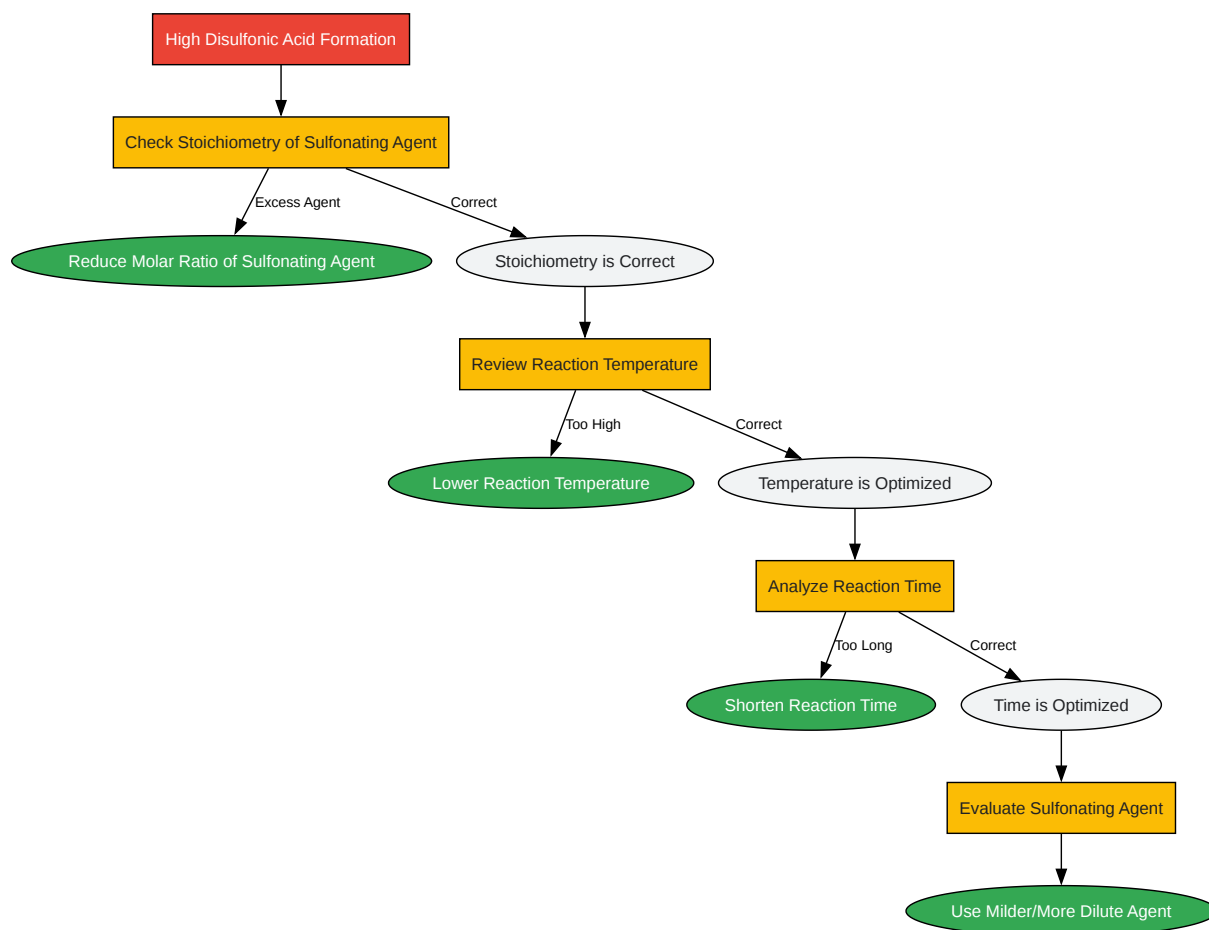 High Disulfonic Acid Formation
Check Stoichiometry of Sulfonating Agent
Excess Agent
Correct
Reduce Molar Ratio of Sulfonating Agent
Stoichiometry is Correct
Review Reaction Temperature
Too High
Correct
Lower Reaction Temperature
Temperature is Optimized
Analyze Reaction Time
Too Long
Correct
Shorten Reaction Time
Time is Optimized
Evaluate Sulfonating Agent
Use Milder/More Dilute Agent